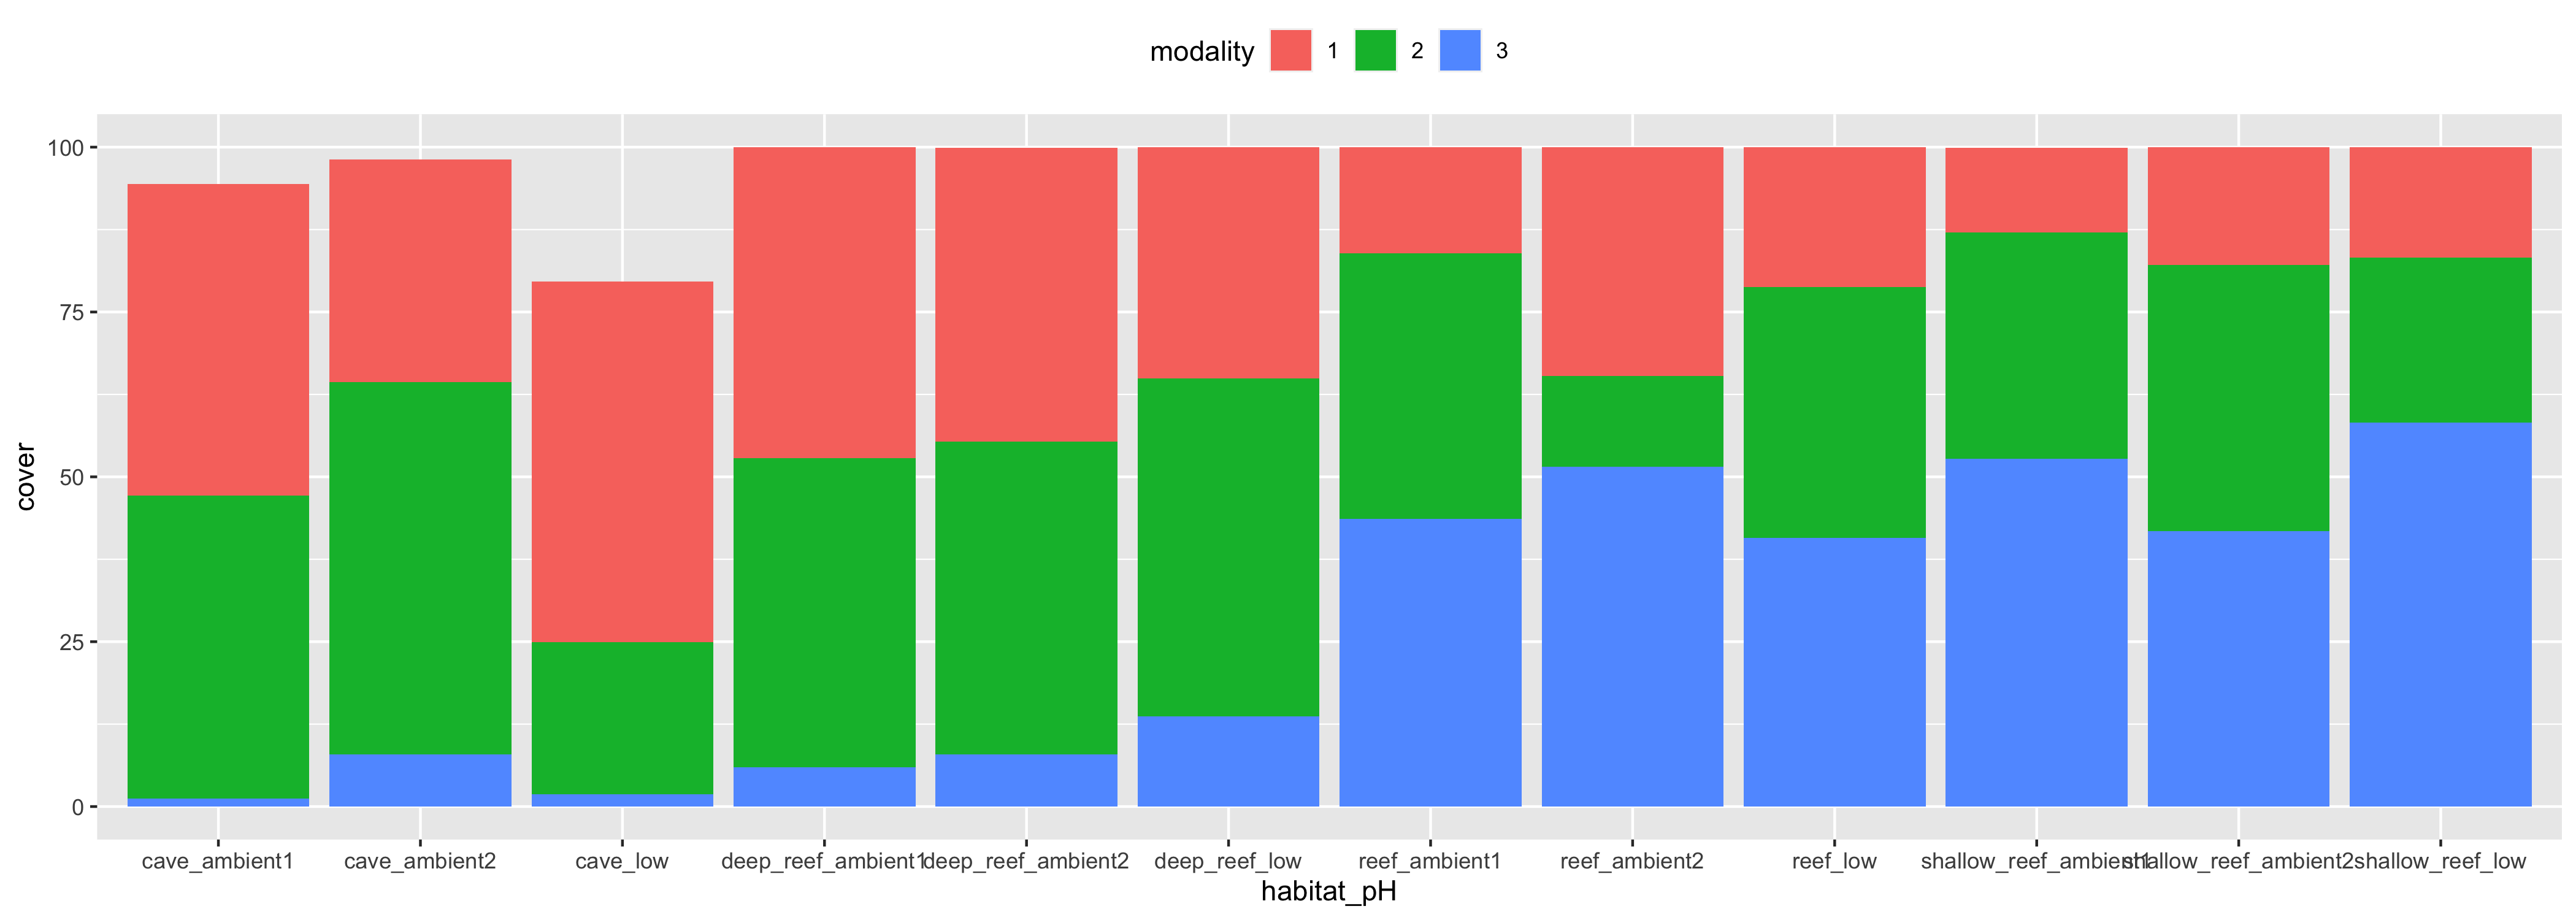 modality 1 2 3
100
75
50
25
0
cover
cave_ambient1 cave_ambient2 cave_low deep_reef_ambient1 deep_reef_ambient2 deep_reef_low reef_ambient1 reef_ambient2 reef_low shallow_reef_ambient1 shallow_reef_ambient2 shallow_reef_low
habitat_pH